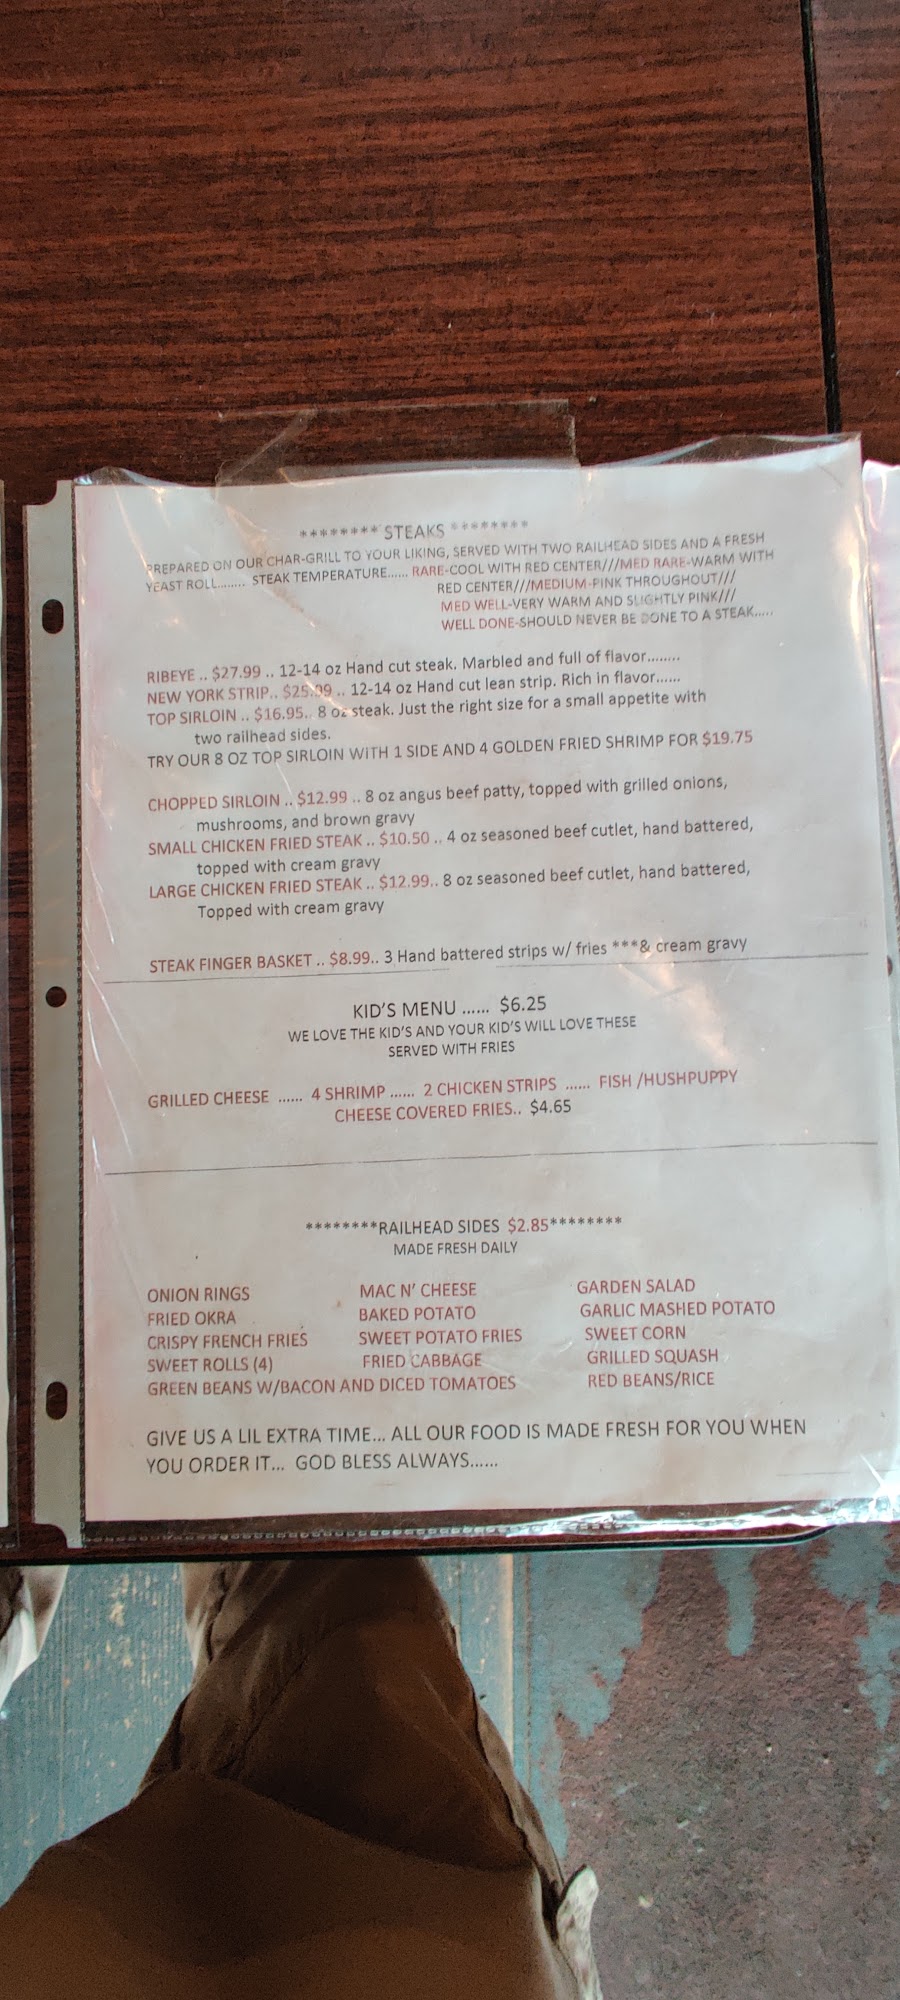 ******** STEAKS ********
PREPARED ON OUR CHAR-GRILL TO YOUR LIKING, SERVED WITH TWO RAILHEAD SIDES AND A FRESH
YEAST ROLL....... STEAK TEMPERATURE...... RARE-COOL WITH RED CENTER///MED RARE-WARM WITH
RED CENTER///MEDIUM-PINK THROUGHOUT///
MED WELL-VERY WARM AND SLIGHTLY PINK///
WELL DONE-SHOULD NEVER BE DONE TO A STEAK.....
RIBEYE .. $27.99 .. 12-14 oz Hand cut steak. Marbled and full of flavor........
NEW YORK STRIP.. $25.99 .. 12-14 oz Hand cut lean strip. Rich in flavor......
TOP SIRLOIN .. $16.95.. 8 oz steak. Just the right size for a small appetite with
two railhead sides.
TRY OUR 8 OZ TOP SIRLOIN WITH 1 SIDE AND 4 GOLDEN FRIED SHRIMP FOR $19.75
CHOPPED SIRLOIN .. $12.99 .. 8 oz angus beef patty, topped with grilled onions,
mushrooms, and brown gravy
SMALL CHICKEN FRIED STEAK .. $10.50 .. 4 oz seasoned beef cutlet, hand battered,
topped with cream gravy
LARGE CHICKEN FRIED STEAK .. $12.99.. 8 oz seasoned beef cutlet, hand battered,
Topped with cream gravy
STEAK FINGER BASKET .. $8.99.. 3 Hand battered strips w/ fries ***& cream gravy
KID'S MENU ...... $6.25
WE LOVE THE KID'S AND YOUR KID'S WILL LOVE THESE
SERVED WITH FRIES
GRILLED CHEESE ...... 4 SHRIMP ...... 2 CHICKEN STRIPS ...... FISH /HUSHPUPPY
CHEESE COVERED FRIES.. $4.65
********RAILHEAD SIDES $2.85********
MADE FRESH DAILY
ONION RINGS MAC N' CHEESE GARDEN SALAD
FRIED OKRA BAKED POTATO GARLIC MASHED POTATO
CRISPY FRENCH FRIES SWEET POTATO FRIES SWEET CORN
SWEET ROLLS (4) FRIED CABBAGE GRILLED SQUASH
GREEN BEANS W/BACON AND DICED TOMATOES RED BEANS/RICE
GIVE US A LIL EXTRA TIME... ALL OUR FOOD IS MADE FRESH FOR YOU WHEN
YOU ORDER IT... GOD BLESS ALWAYS......